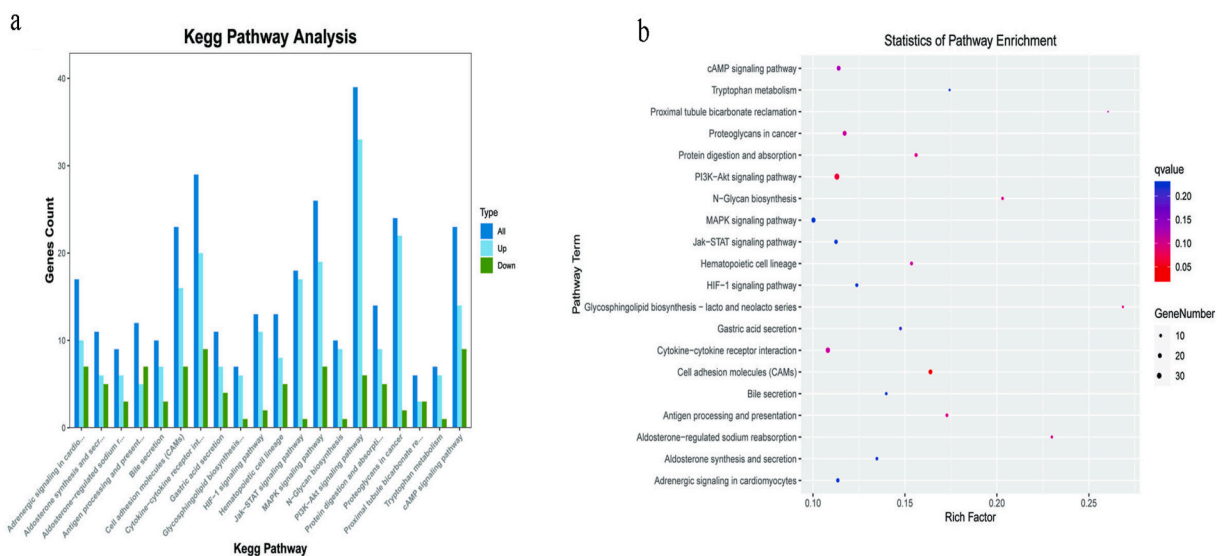 a
Kegg Pathway Analysis
Genes Count
40
30
20
10
0
Type
All
Up
Down
Adrenergic signaling in cardio...
Aldosterone synthesis and secr...
Aldosterone-regulated sodium r...
Antigen processing and present...
Bile secretion
Cell adhesion molecules (CAMs)
Cytokine-cytokine receptor int...
Gastric acid secretion
Glycosphingolipid biosynthesis...
HIF-1 signaling pathway
Hematopoietic cell lineage
Jak-STAT signaling pathway
MAPK signaling pathway
N-Glycan biosynthesis
PI3K-Akt signaling pathway
Protein digestion and absorpti...
Proteoglycans in cancer
Proximal tubule bicarbonate re...
Tryptophan metabolism
cAMP signaling pathway
Kegg Pathway
b
Statistics of Pathway Enrichment
Pathway Term
cAMP signaling pathway
Tryptophan metabolism
Proximal tubule bicarbonate reclamation
Proteoglycans in cancer
Protein digestion and absorption
PI3K−Akt signaling pathway
N−Glycan biosynthesis
MAPK signaling pathway
Jak−STAT signaling pathway
Hematopoietic cell lineage
HIF−1 signaling pathway
Glycosphingolipid biosynthesis − lacto and neolacto series
Gastric acid secretion
Cytokine−cytokine receptor interaction
Cell adhesion molecules (CAMs)
Bile secretion
Antigen processing and presentation
Aldosterone−regulated sodium reabsorption
Aldosterone synthesis and secretion
Adrenergic signaling in cardiomyocytes
0.10
0.15
0.20
0.25
Rich Factor
qvalue
0.20
0.15
0.10
0.05
GeneNumber
10
20
30